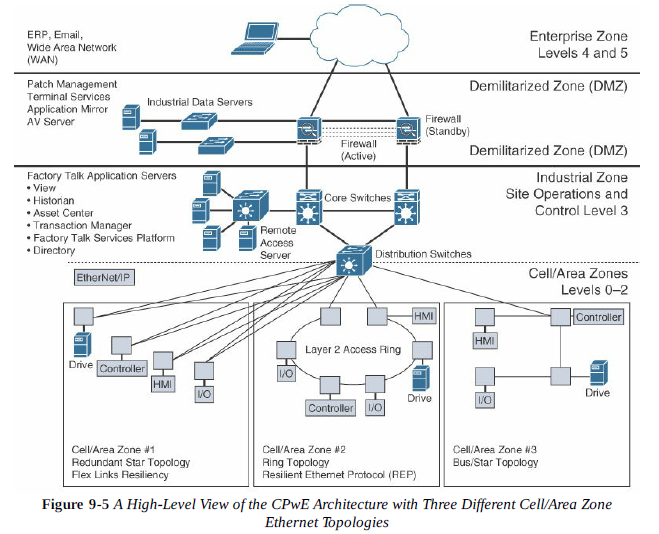 ERP, Email,
Wide Area Network
(WAN)
Enterprise Zone
Levels 4 and 5
Patch Management
Terminal Services
Application Mirror
AV Server
Industrial Data Servers
Demilitarized Zone (DMZ)
Firewall
(Standby)
Firewall
(Active)
Demilitarized Zone (DMZ)
Factory Talk Application Servers
• View
• Historian
• Asset Center
• Transaction Manager
• Factory Talk Services Platform
• Directory
Remote
Access
Server
Core Switches
Industrial Zone
Site Operations and
Control Level 3
Distribution Switches
EtherNet/IP
Cell/Area Zones
Levels 0–2
Drive
Controller
HMI
I/O
Cell/Area Zone #1
Redundant Star Topology
Flex Links Resiliency
HMI
Layer 2 Access Ring
I/O
Controller
I/O
Drive
Cell/Area Zone #2
Ring Topology
Resilient Ethernet Protocol (REP)
Controller
HMI
I/O
Drive
Cell/Area Zone #3
Bus/Star Topology
Figure 9-5 A High-Level View of the CPwE Architecture with Three Different Cell/Area Zone
Ethernet Topologies